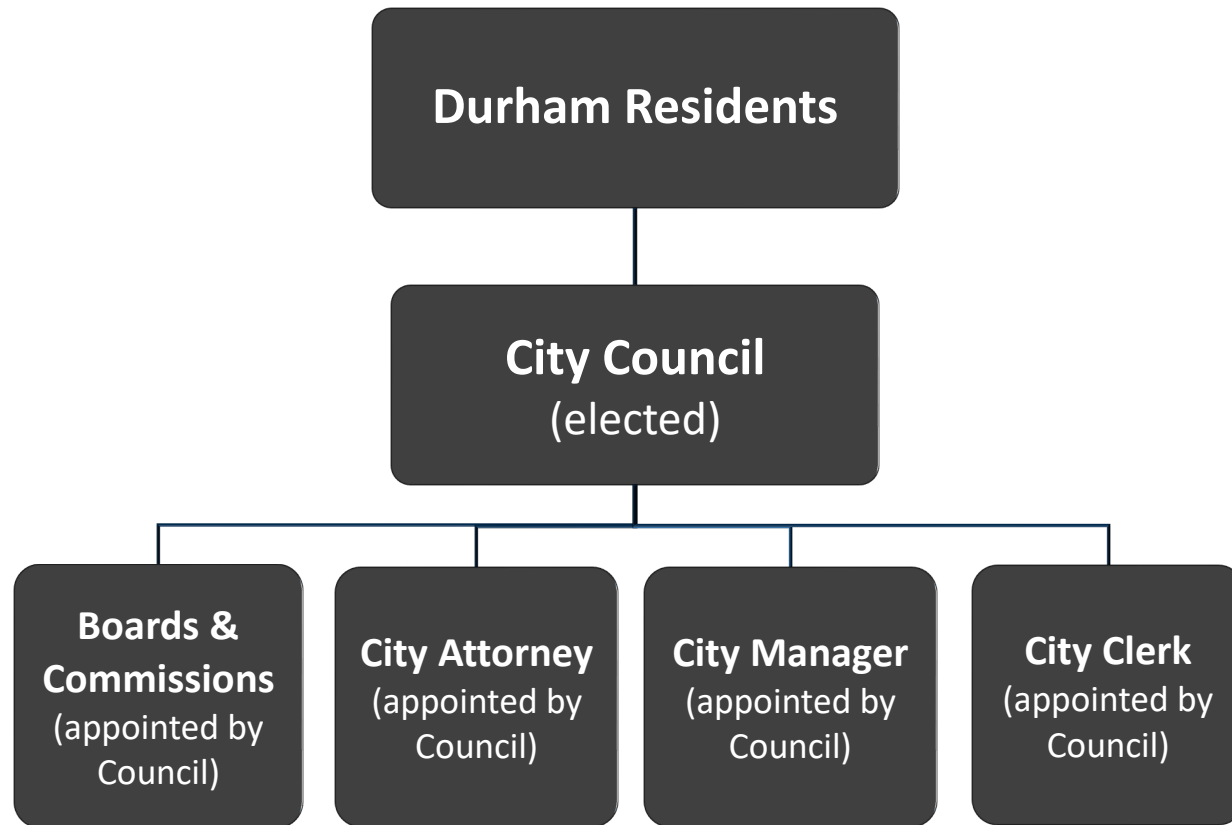 Durham Residents
City Council
(elected)
Boards &
Commissions
(appointed by
Council)
City Attorney
(appointed by
Council)
City Manager
(appointed by
Council)
City Clerk
(appointed by
Council)